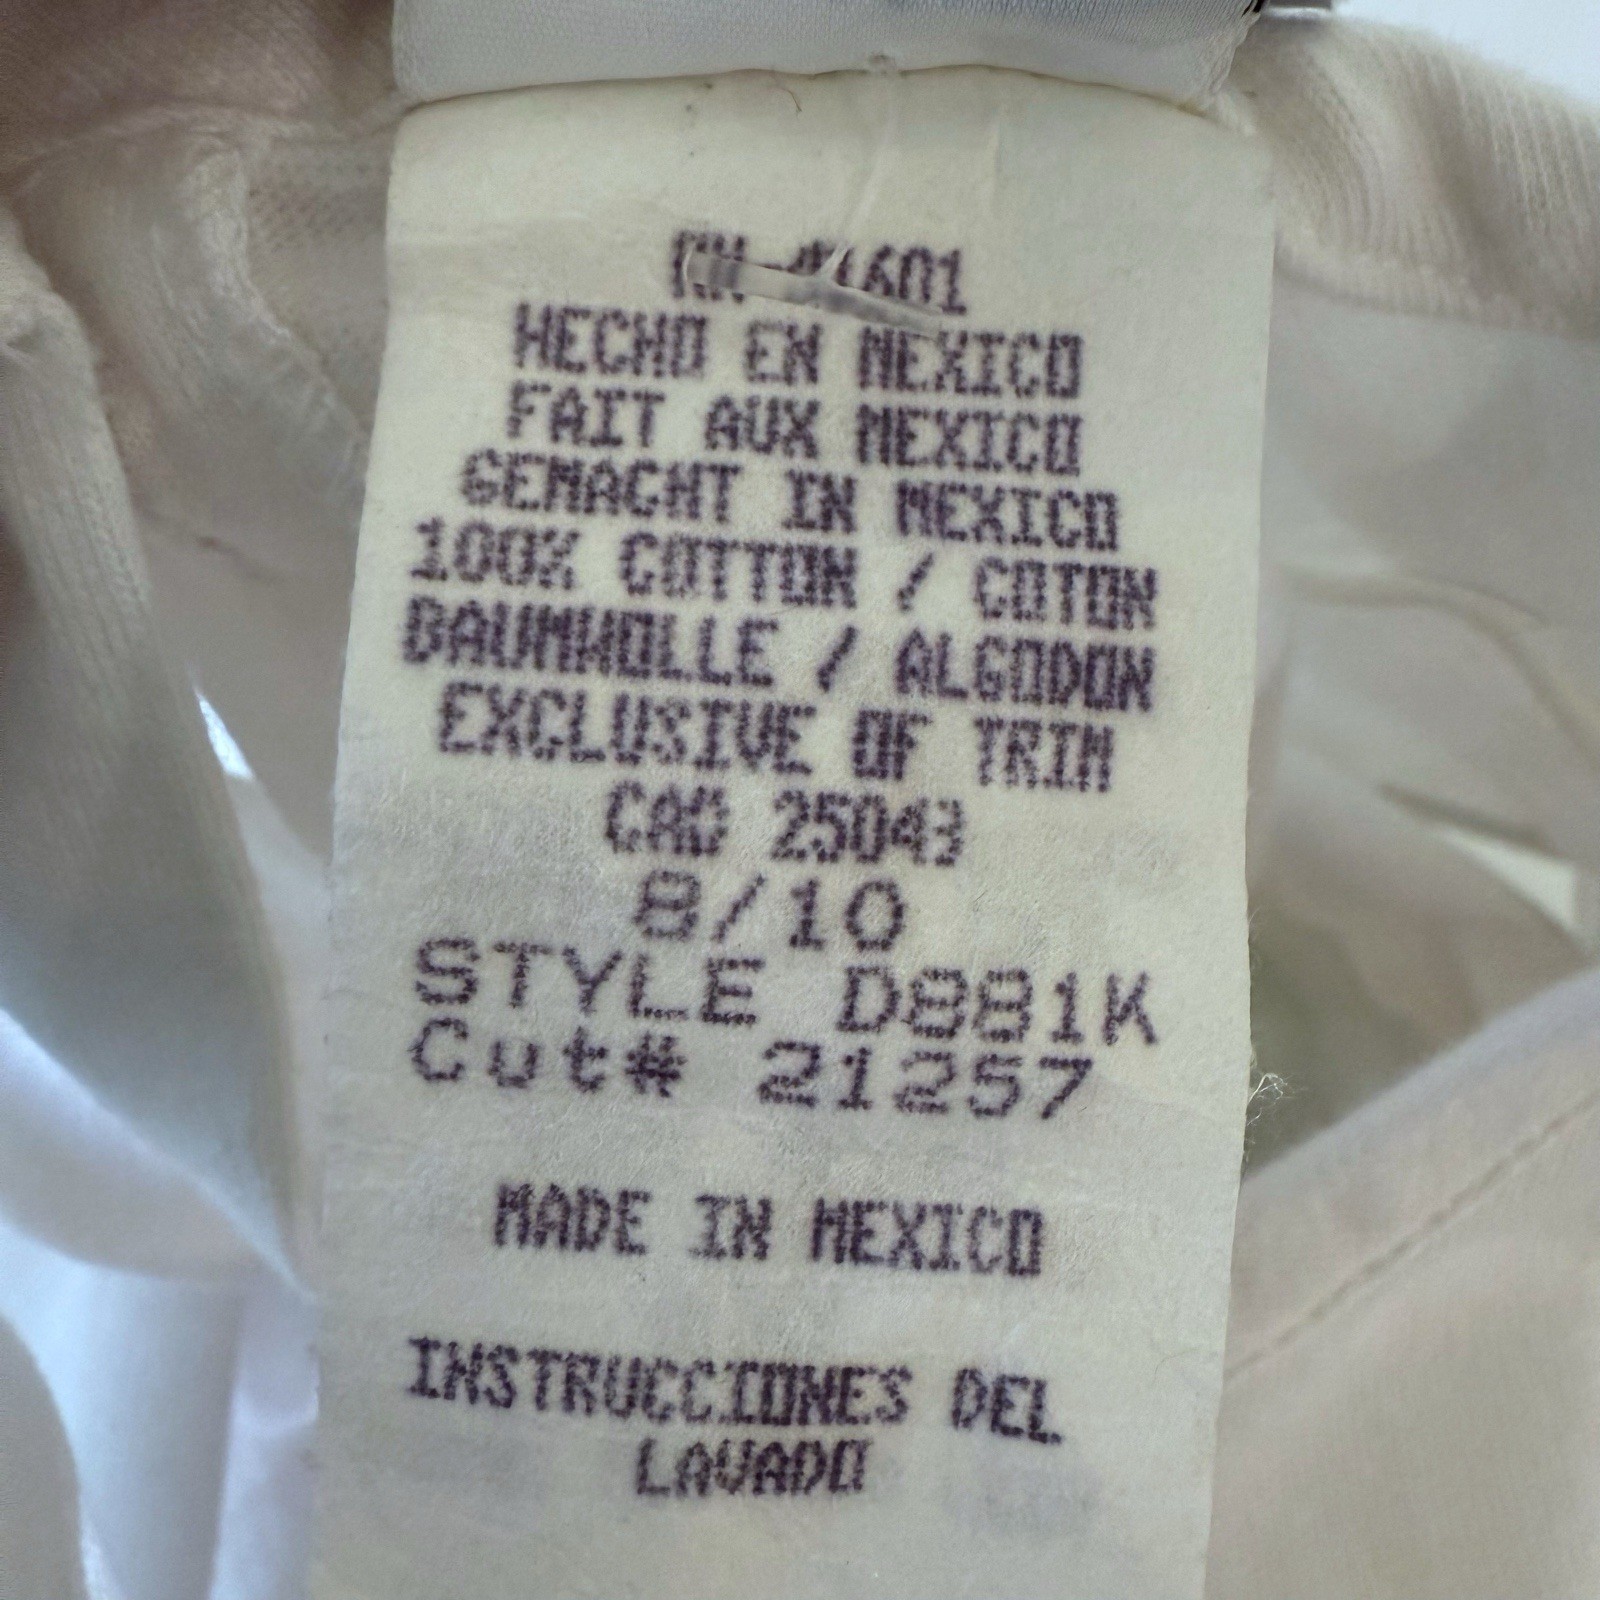 HECHO EN MEXICO
FAIT AUX MEXICO
GEMACHT IN MEXICO
100% COTTON / COTON
BAUMWOLLE / ALGODON
EXCLUSIVE OF TRIM
CA# 25043
8/10
STYLE D881K
Cut# 21257
MADE IN MEXICO
INSTRUCCIONES DEL
LAVADO